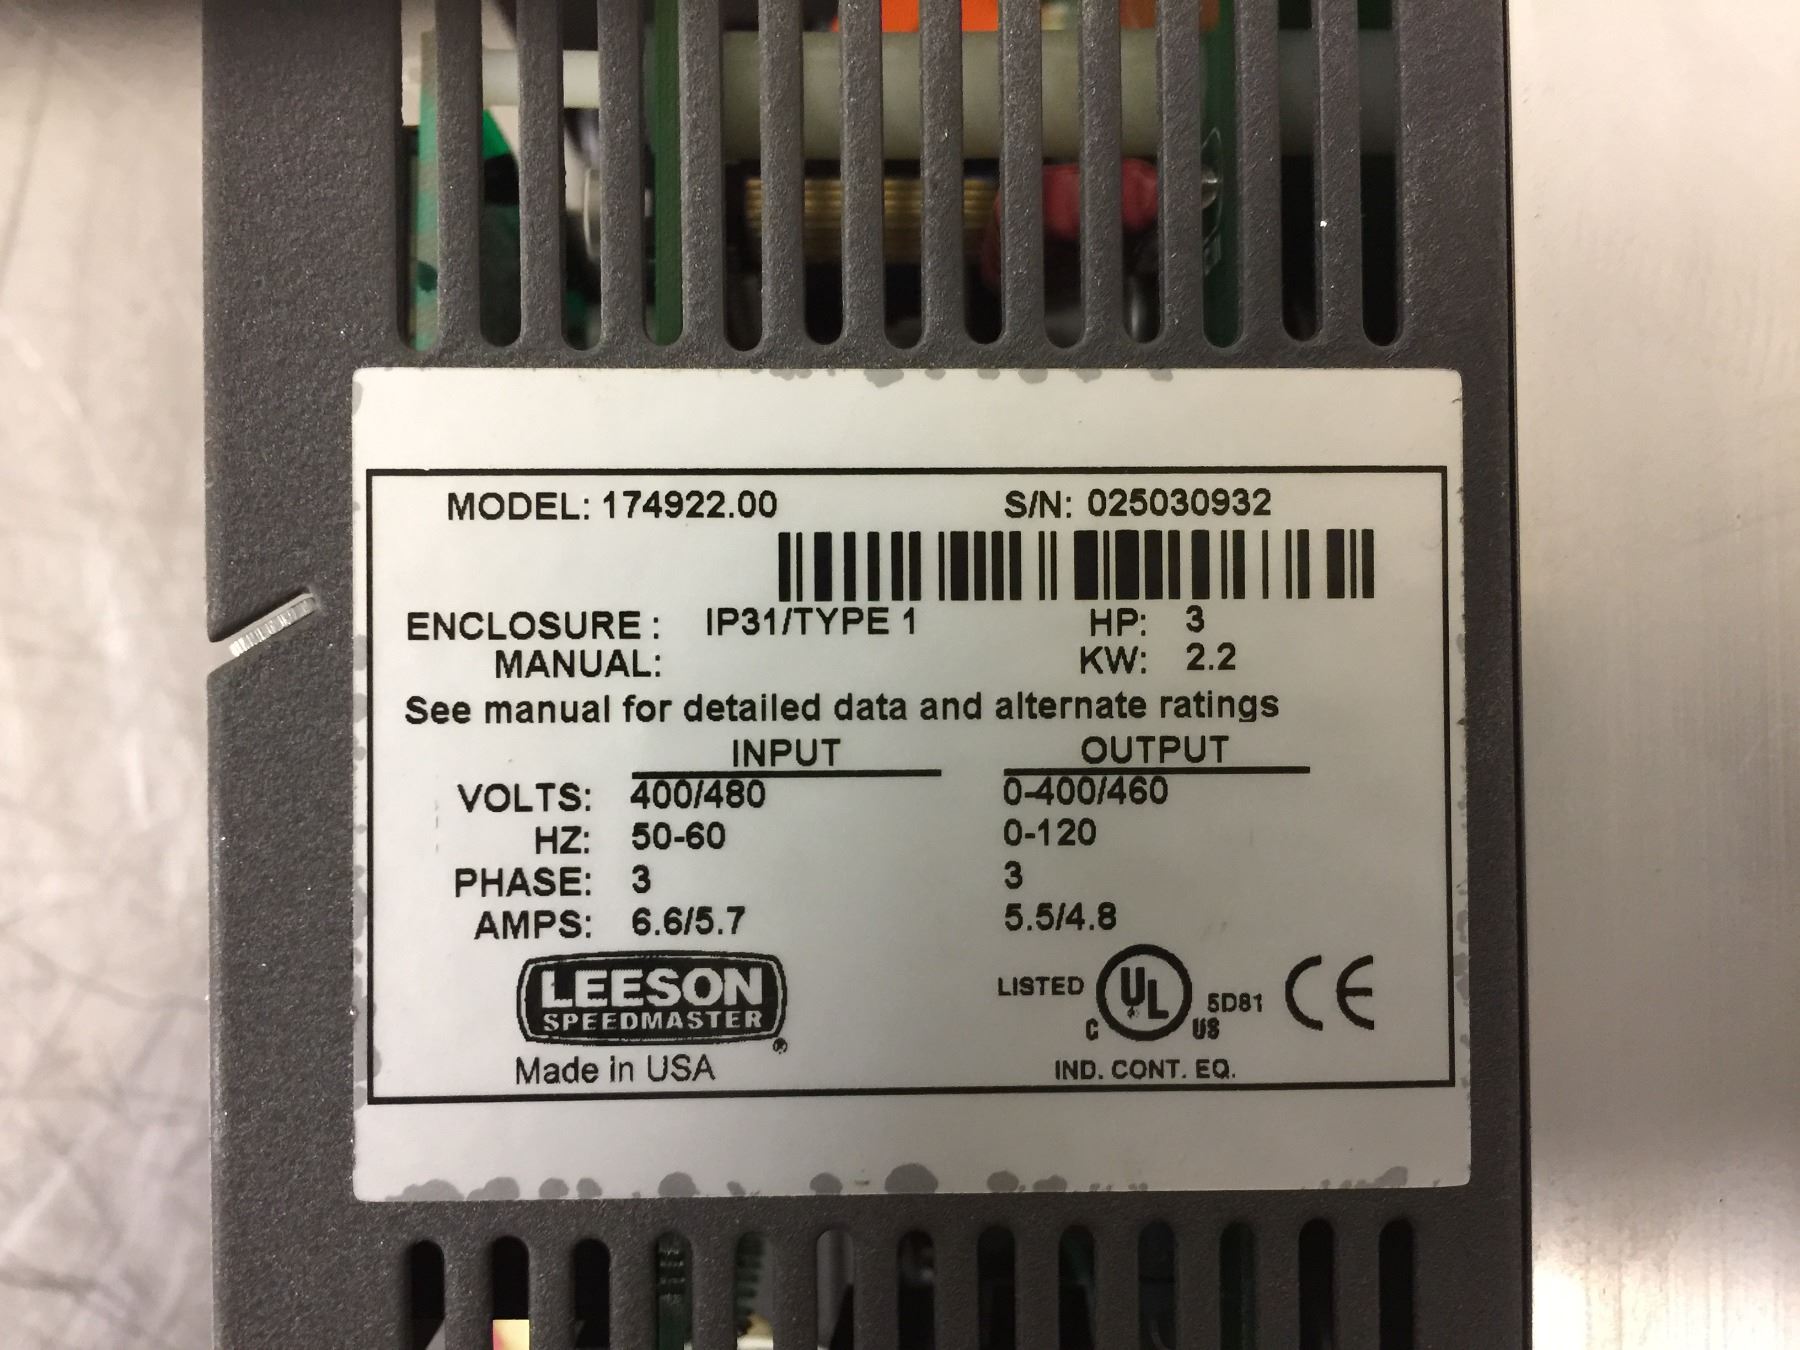 MODEL: 174922.00 S/N: 025030932
ENCLOSURE: IP31/TYPE 1 HP: 3
MANUAL: KW: 2.2
See manual for detailed data and alternate ratings
INPUT OUTPUT
VOLTS: 400/480 0-400/460
HZ: 50-60 0-120
PHASE: 3 3
AMPS: 6.6/5.7 5.5/4.8
LEESON
SPEEDMASTER
®
Made in USA
LISTED UL 5D81 CE
C US
IND. CONT. EQ.